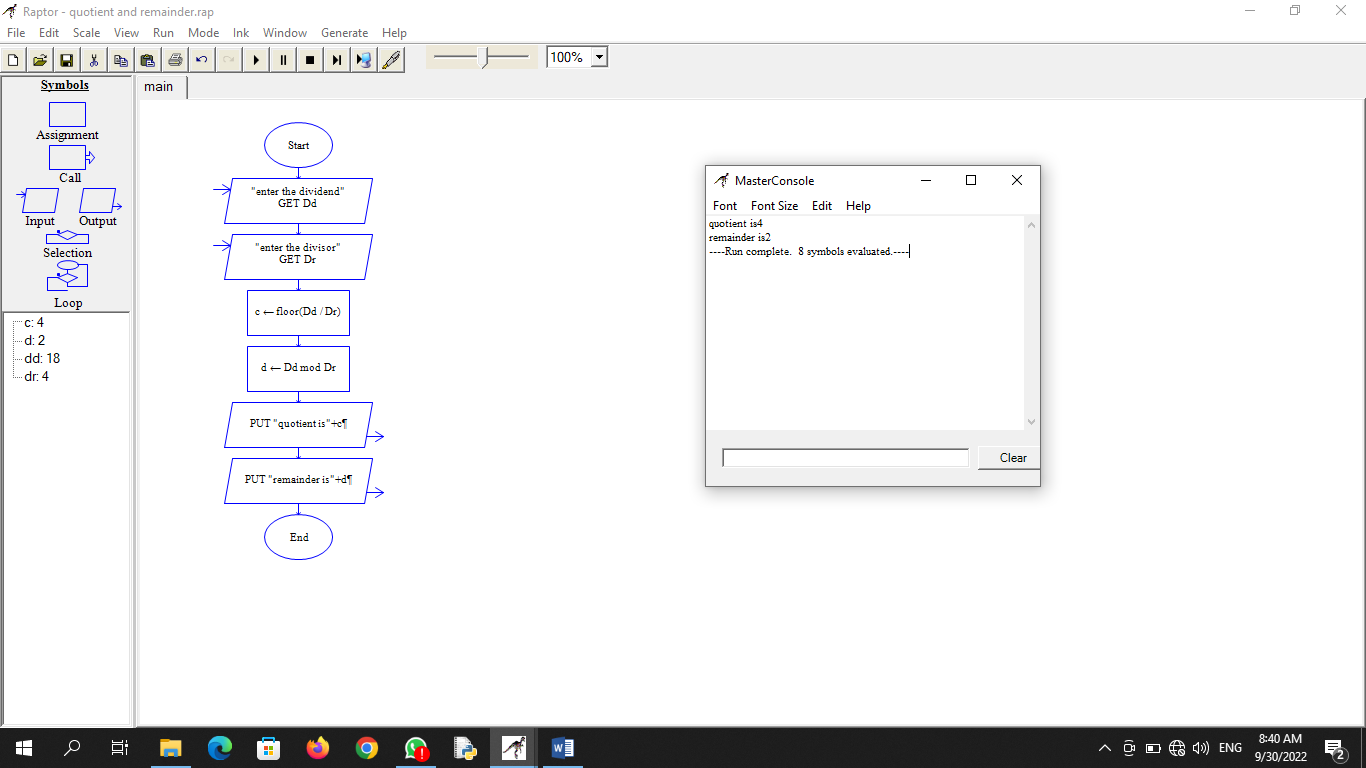 Raptor - quotient and remainder.rap
File Edit Scale View Run Mode Ink Window Generate Help
100%
Symbols
Assignment
Call
Input Output
Selection
Loop
c: 4
d: 2
dd: 18
dr: 4
main
Start
"enter the dividend"
GET Dd
"enter the divisor"
GET Dr
c ← floor(Dd / Dr)
d ← Dd mod Dr
PUT "quotient is"+c¶
PUT "remainder is"+d¶
End
MasterConsole
Font Font Size Edit Help
quotient is4
remainder is2
----Run complete. 8 symbols evaluated.----
Clear
ENG
8:40 AM
9/30/2022
2